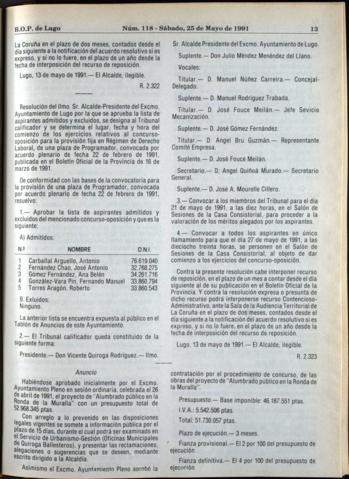 B.O.P. de Lugo
Núm. 118 - Sábado, 25 de Mayo de 1991
13
La Coruña en el plazo de dos meses, contados desde el
día siguiente a la notificación del acuerdo resolutivo si es
expreso, y si no lo fuere, en el plazo de un año desde la
fecha de interposición del recurso de reposición.
Lugo, 13 de mayo de 1991.— El Alcalde, ilegible.
R. 2.322
Resolución del Ilmo. Sr. Alcalde-Presidente del Excmo.
Ayuntamiento de Lugo por la que se aprueba la lista de
aspirantes admitidos y excluidos, se designa al Tribunal
calificador y se determina el lugar, fecha y hora del
comienzo de los ejercicios relativos al concurso-
oposición para la provisión fija en Régimen de Derecho
Laboral, de una plaza de Programador, convocada por
acuerdo plenario de fecha 22 de febrero de 1991,
publicada en el Boletín Oficial de la Provincia de 16 de
marzo de 1991.
De conformidad con las bases de la convocatoria para
la provisión de una plaza de Programador, convocada
por acuerdo plenario de fecha 22 de febrero de 1991,
resuelvo:
1.— Aprobar la lista de aspirantes admitidos y
excluidos del mencionado concurso-oposición y que es la
siguiente:
A) Admitidos:
N.º NOMBRE D.N.I.
1 Carballal Arguello, Antonio 76.619.040
2 Fernández Chao, José Antonio 32.768.275
3 Gómez Fernández, Ana Belén 34.261.716
4 González-Vara Pin, Fernando Manuel 33.860.794
5 Torres Aragón, Roberto 33.860.543
B. Exluidos:
Ninguno.
La anterior lista se encuentra expuesta al público en el
Tablón de Anuncios de este Ayuntamiento.
2.— El Tribunal calificador queda constituido de la
siguiente forma:
Presidente.— Don Vicente Quiroga Rodríguez.— Ilmo.
Sr. Alcalde Presidente del Excmo. Ayuntamiento de Lugo.
Suplente.— Don Julio Méndez Menéndez del Llano.
Vocales:
Titular.— D. Manuel Núñez Carreira.— Concejal-
Delegado.
Suplente.— D. Manuel Rodríguez Trabada.
Titular.— D. José Fouce Meilán.— Jefe Sevicio
Mecanización.
Suplente.— D. José Gómez Fernández.
Titular.— D. Angel Bru Guzmán.— Representante
Comité Empresa.
Suplente.— D. José Fouce Meilán.
Secretario.— D. Angel Quiñoá Murado.— Secretario
General.
Suplente.— D. José A. Mourelle Cillero.
3.— Convocar a los miembros del Tribunal para el día
21 de mayo de 1991, a las diez horas, en el Salón de
Sesiones de la Casa Consistorial, para proceder a la
valoración de los méritos alegados por los aspirantes.
4.— Convocar a todos los aspirantes en único
llamamiento para que el día 27 de mayo de 1991, a las
dieciocho treinta horas, se personen en el Salón de
Sesiones de la Casa Consistorial, al objeto de dar
comienzo a los ejercicios del concurso-oposición.
Contra la presente resolución cabe interponer recurso
de reposición, en el plazo de un mes a contar desde el día
siguiente al de su publicación en el Boletín Oficial de la
Provincia. Y contra la resolución expresa o presunta de
dicho recurso podrá interponerse recurso Contencioso-
Administrativo, ante la Sala de la Audiencia Territorial de
La Coruña en el plazo de dos meses, contados desde el
día siguiente a la notificación del acuerdo resolutivo si es
expreso, y si no lo fuere, en el plazo de un año desde la
fecha de interposición del recurso de reposición.
Lugo, 13 de mayo de 1991.— El Alcalde, ilegible.
R. 2.323
Anuncio
Habiéndose aprobado inicialmente por el Excmo.
Ayuntamiento Pleno en sesión ordinaria, celebrada el 26
de abril de 1991, el proyecto de "Alumbrado público en la
Ronda de la Muralla" con un presupuesto total de
52.968.345 ptas.
Con arreglo a lo prevenido en las disposiciones
legales vigentes se somete a información pública por el
plazo de 15 días, durante el cual podrá ser examinado en
el Servicio de Urbanismo-Gestión (Oficinas Municipales
de Quiroga Ballesteros), y presentar las reclamaciones,
alegaciones o sugerencias que se deseen, mediante
escrito dirigido a la Alcaldía.
Asimismo el Excmo. Ayuntamiento Pleno acordó la
contratación por el procedimiento de concurso, de las
obras del proyecto de "Alumbrado público en la Ronda de
la Muralla".
Presupuesto.— Base imponible: 46.187.551 ptas.
I.V.A.: 5.542.506 ptas.
Total: 51.730.057 ptas.
Plazo de ejecución.— 3 meses.
Fianza provisional.— El 2 por 100 del presupuesto de
ejecución.
Fianza definitiva.— El 4 por 100 del presupuesto de
ejecución